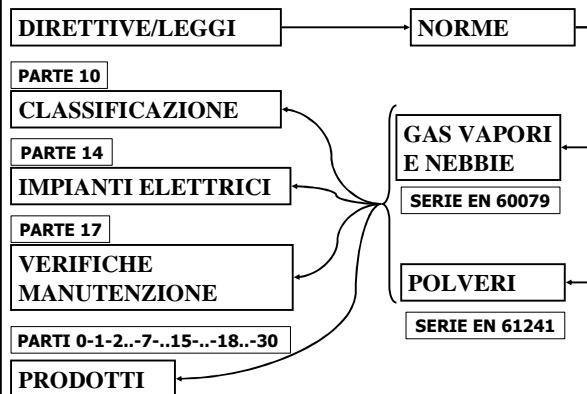 DIRETTIVE/LEGGI
NORME
PARTE 10
CLASSIFICAZIONE
PARTE 14
IMPIANTI ELETTRICI
PARTE 17
VERIFICHE
MANUTENZIONE
PARTI 0-1-2..-7-..15-..-18..-30
PRODOTTI
GAS VAPORI
E NEBBIE
SERIE EN 60079
POLVERI
SERIE EN 61241